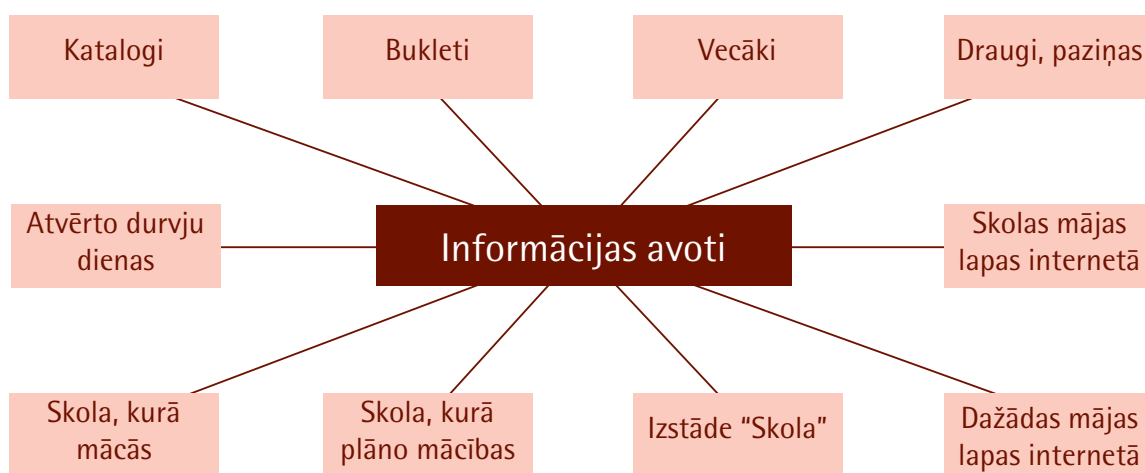 Katalogi
Bukleti
Vecāki
Draugi, paziņas
Atvērto durvju
dienas
Informācijas avoti
Skolas mājas
lapas internetā
Skola, kurā
mācās
Skola, kurā
plāno mācības
Izstāde “Skola”
Dažādas mājas
lapas internetā